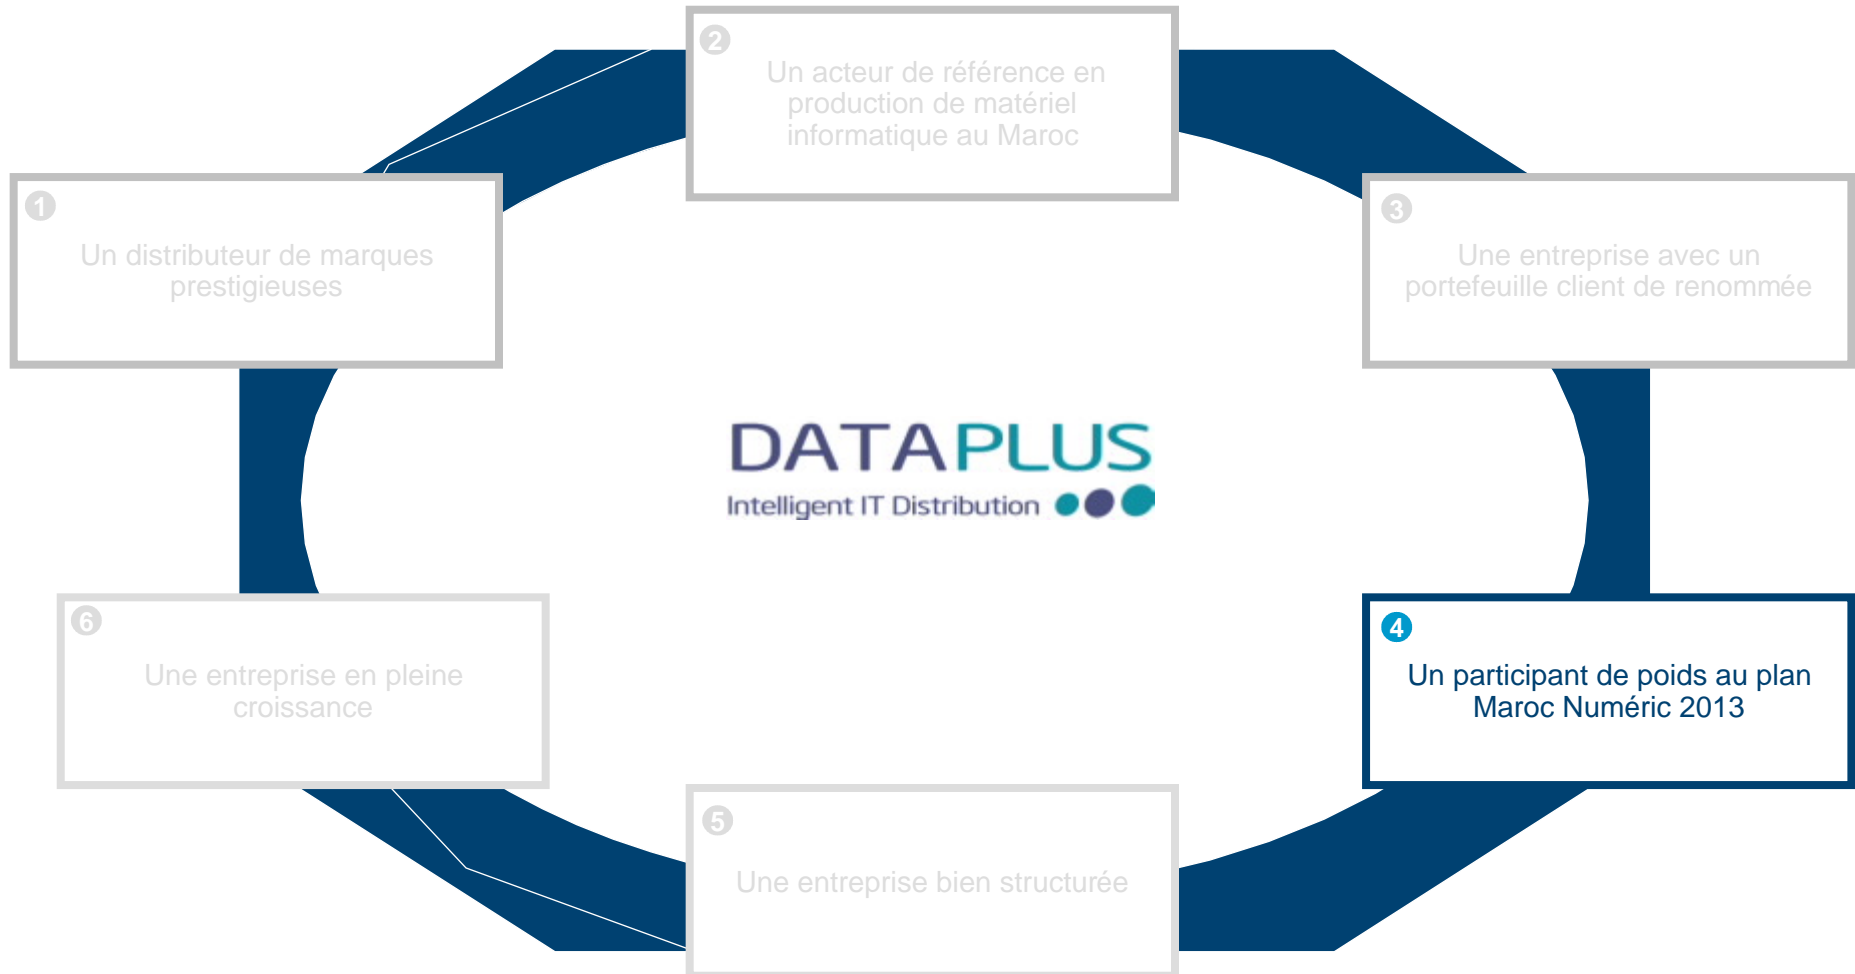 2
Un acteur de référence en
production de matériel
informatique au Maroc
1
Un distributeur de marques
prestigieuses
3
Une entreprise avec un
portefeuille client de renommée
DATAPLUS
Intelligent IT Distribution
6
Une entreprise en pleine
croissance
4
Un participant de poids au plan
Maroc Numéric 2013
5
Une entreprise bien structurée